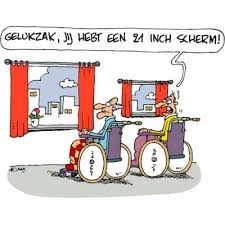 GELUKZAK, JIJ HEBT EEN 21 INCH SCHERM!